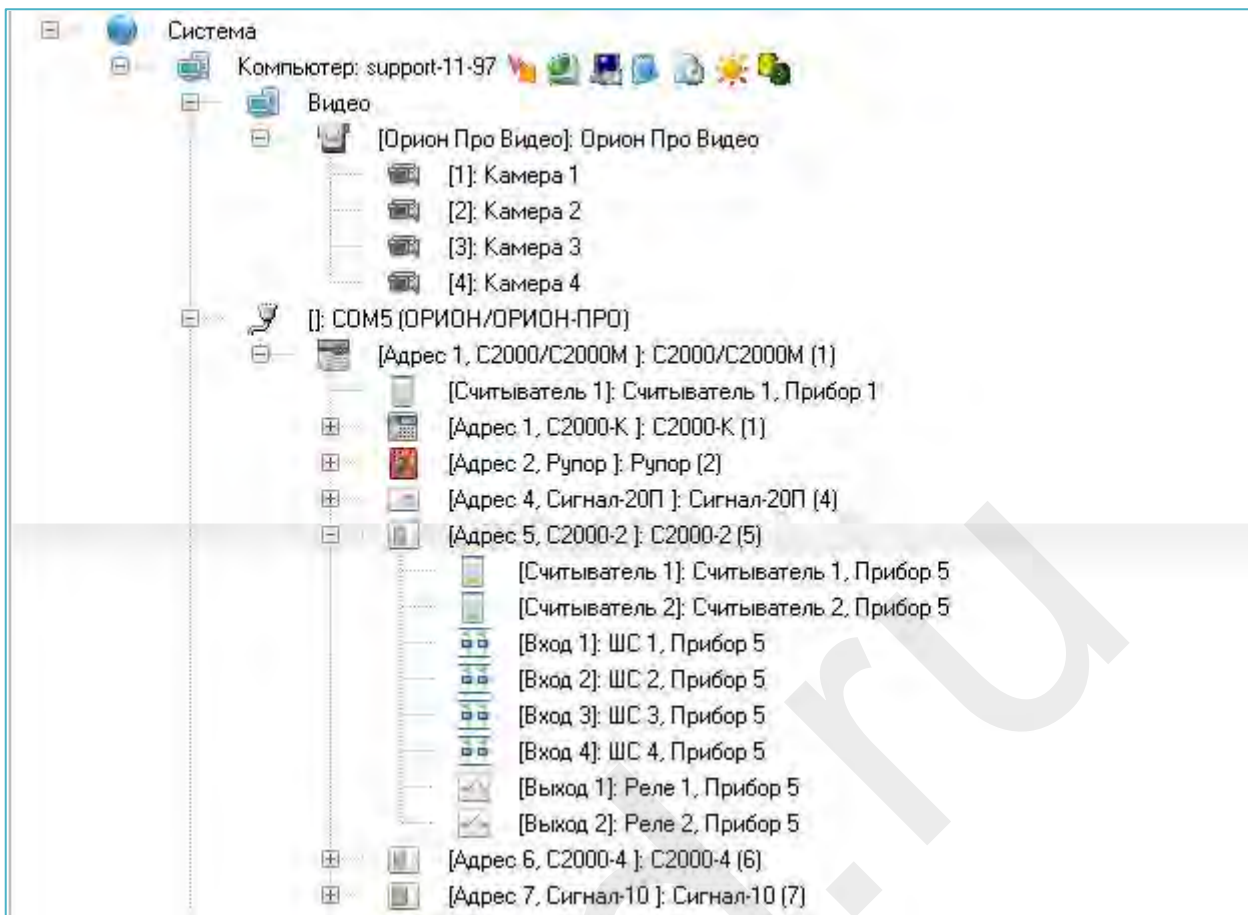 Система
Компьютер: support-11-97
Видео
[Орион Про Видео]: Орион Про Видео
[1]: Камера 1
[2]: Камера 2
[3]: Камера 3
[4]: Камера 4
[]: COM5 (ОРИОН/ОРИОН-ПРО)
[Адрес 1, С2000/С2000М ]: С2000/С2000М (1)
[Считыватель 1]: Считыватель 1, Прибор 1
[Адрес 1, С2000-К ]: С2000-К (1)
[Адрес 2, Рупор ]: Рупор (2)
[Адрес 4, Сигнал-20П ]: Сигнал-20П (4)
[Адрес 5, С2000-2 ]: С2000-2 (5)
[Считыватель 1]: Считыватель 1, Прибор 5
[Считыватель 2]: Считыватель 2, Прибор 5
[Вход 1]: ШС 1, Прибор 5
[Вход 2]: ШС 2, Прибор 5
[Вход 3]: ШС 3, Прибор 5
[Вход 4]: ШС 4, Прибор 5
[Выход 1]: Реле 1, Прибор 5
[Выход 2]: Реле 2, Прибор 5
[Адрес 6, С2000-4 ]: С2000-4 (6)
[Адрес 7, Сигнал-10 ]: Сигнал-10 (7)